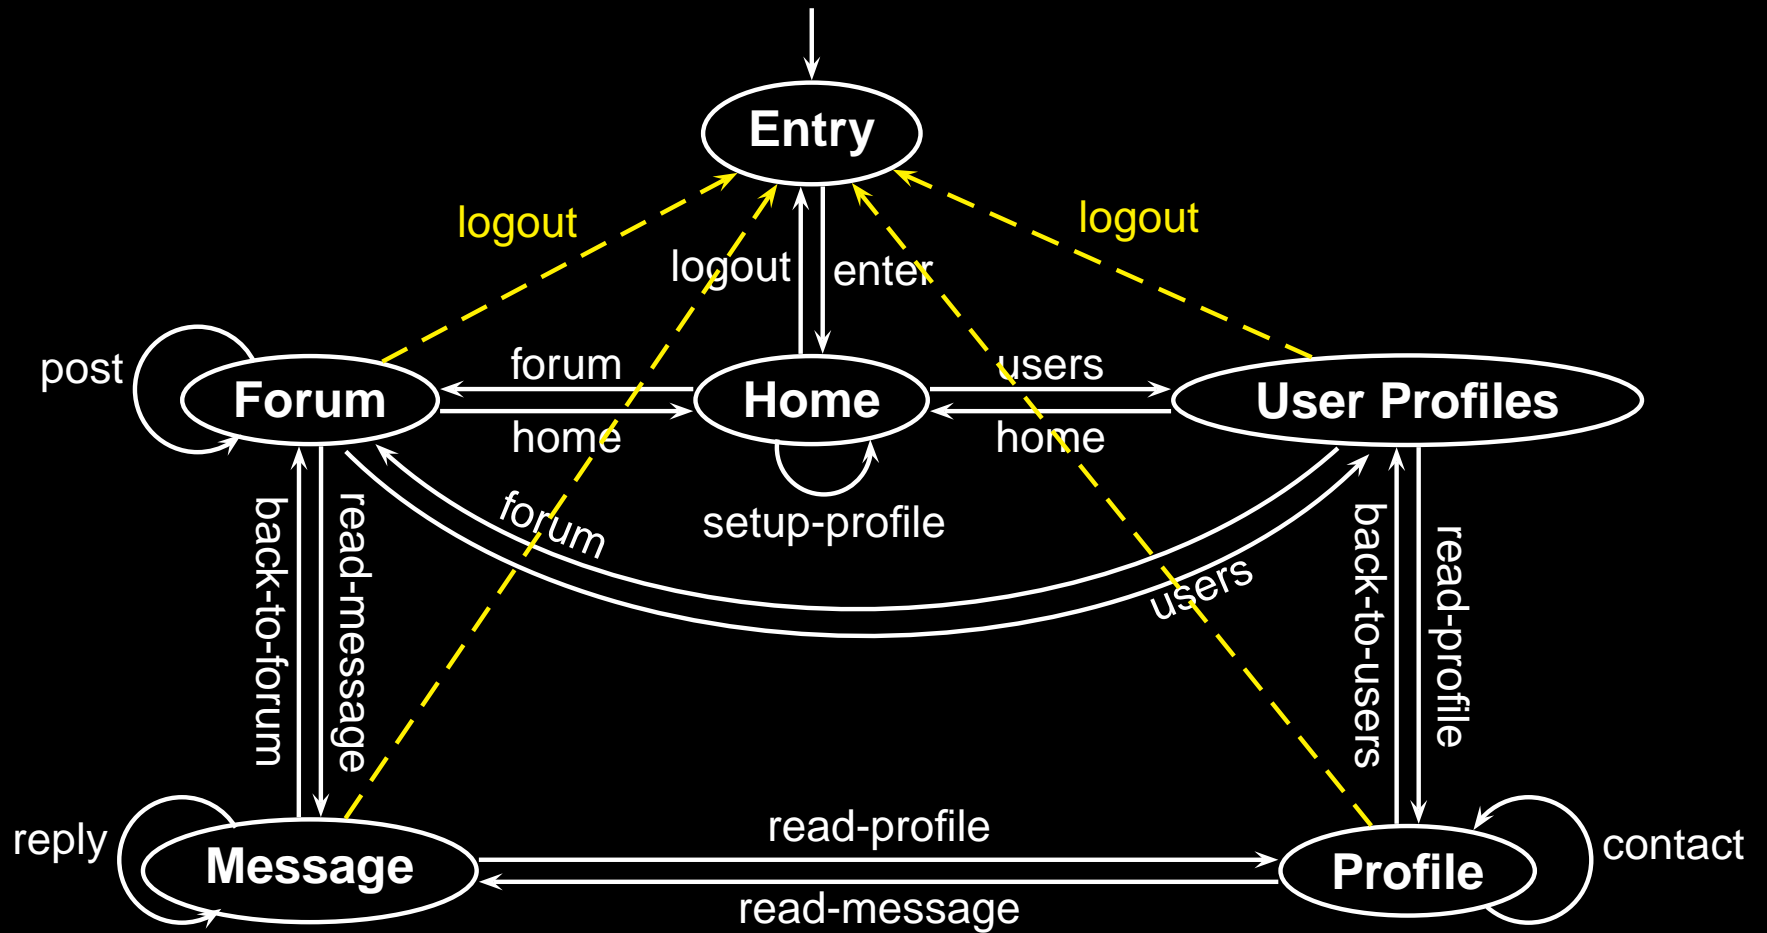 Entry
logout
logout
logout
enter
post
forum
users
Forum
Home
User Profiles
home
home
setup-profile
forum
users
back-to-forum
read-message
back-to-users
read-profile
reply
read-profile
contact
Message
Profile
read-message